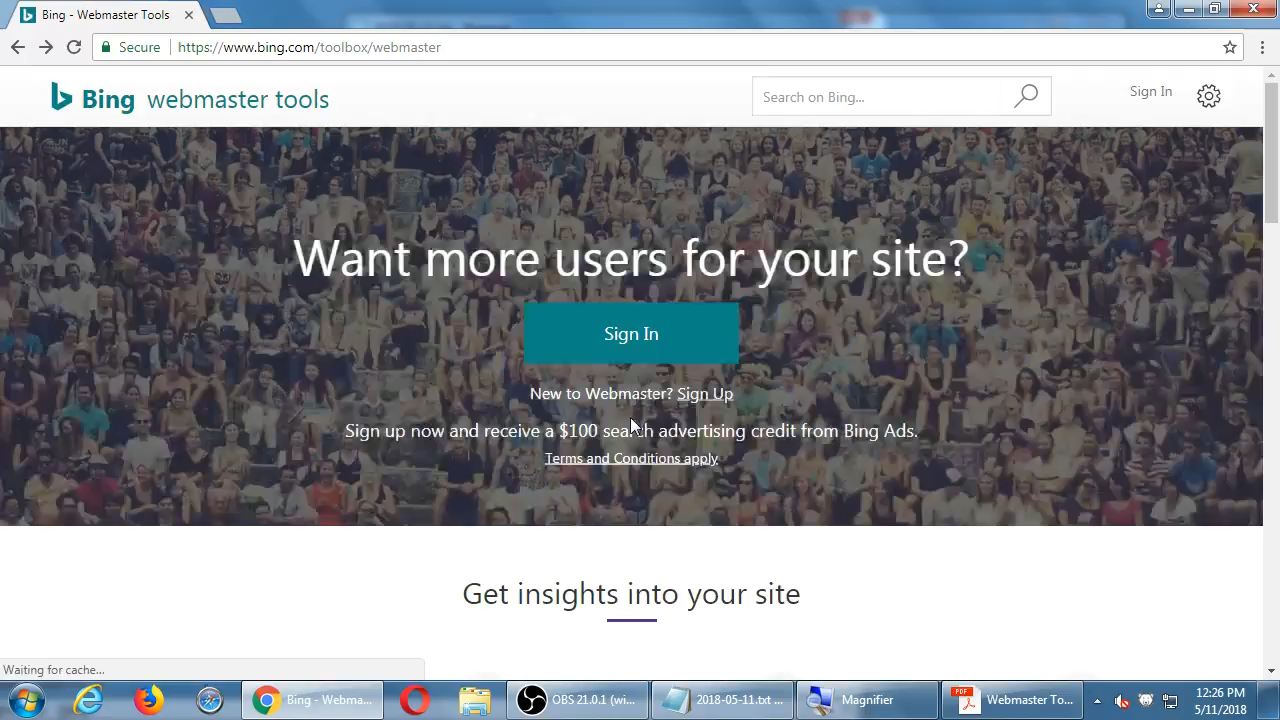 Bing - Webmaster Tools
Secure https://www.bing.com/toolbox/webmaster
Bing webmaster tools
Search on Bing...
Sign In
Want more users for your site?
Sign In
New to Webmaster? Sign Up
Sign up now and receive a $100 search advertising credit from Bing Ads.
Terms and Conditions apply
Get insights into your site
Waiting for cache...
Bing - Webma...
OBS 21.0.1 (wi...
2018-05-11.txt ...
Magnifier
PDF
Webmaster To...
12:26 PM
5/11/2018